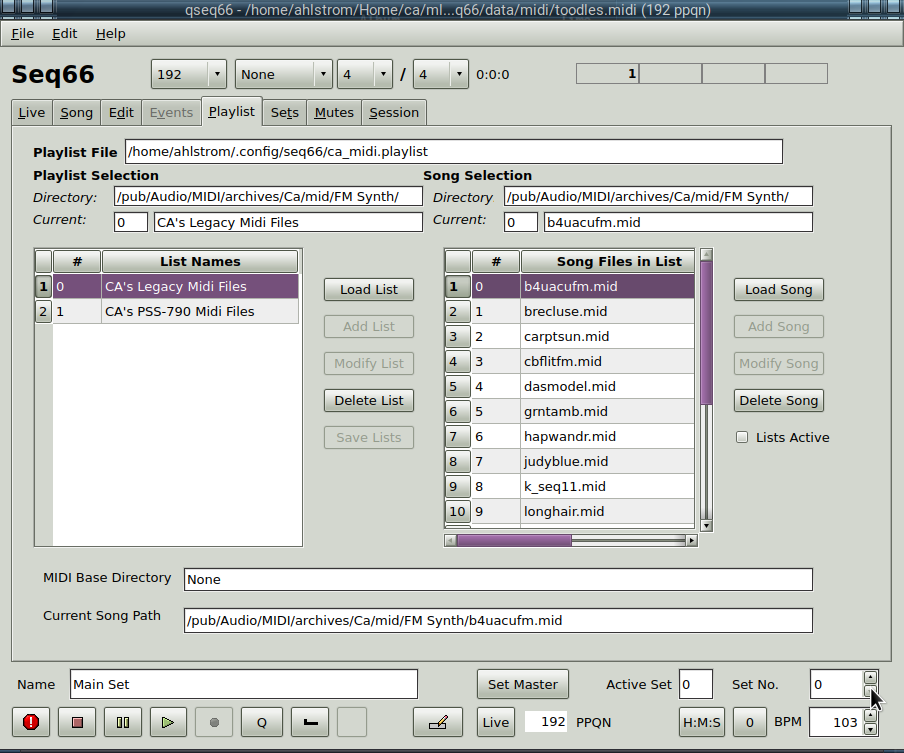 qseq66 - /home/ahlstrom/Home/ca/ml...q66/data/midi/toodles.midi (192 ppqn)
File Edit Help
Seq66 192 None 4 / 4 0:0:0 1
Live Song Edit Events Playlist Sets Mutes Session
Playlist File /home/ahlstrom/.config/seq66/ca_midi.playlist
Playlist Selection Song Selection
Directory: /pub/Audio/MIDI/archives/Ca/mid/FM Synth/ Directory /pub/Audio/MIDI/archives/Ca/mid/FM Synth/
Current: 0 CA's Legacy Midi Files Current: 0 b4uacufm.mid
# List Names # Song Files in List
1 0 CA's Legacy Midi Files Load List 1 0 b4uacufm.mid Load Song
2 1 CA's PSS-790 Midi Files Add List 2 1 brecluse.mid Add Song
3 2 carptsun.mid
Modify List 4 3 cbflitfm.mid Modify Song
5 4 dasmodel.mid
Delete List 6 5 grntamb.mid Delete Song
Save Lists 7 6 hapwandr.mid Lists Active
8 7 judyblue.mid
9 8 k_seq11.mid
10 9 longhair.mid
MIDI Base Directory None
Current Song Path /pub/Audio/MIDI/archives/Ca/mid/FM Synth/b4uacufm.mid
Name Main Set Set Master Active Set 0 Set No. 0
Q Live 192 PPQN H:M:S 0 BPM 103